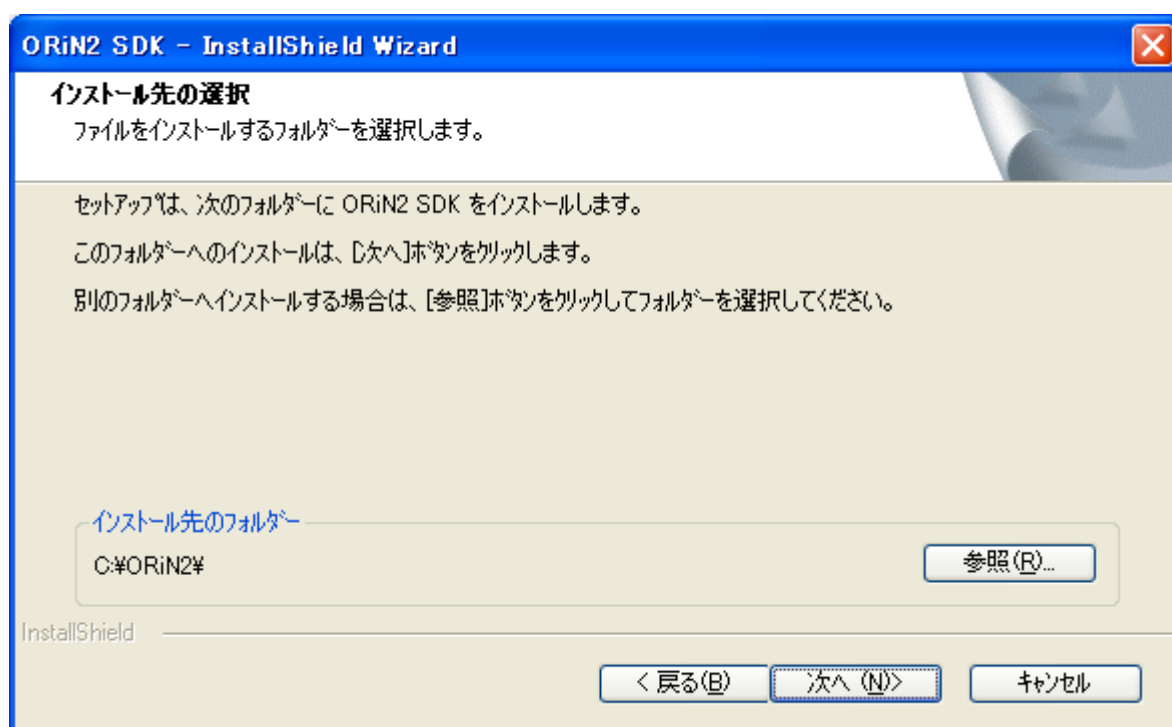 ORiN2 SDK - InstallShield Wizard
インストール先の選択
ファイルをインストールするフォルダーを選択します。
セットアップは、次のフォルダーに ORiN2 SDK をインストールします。
このフォルダーへのインストールは、[次へ]ボタンをクリックします。
別のフォルダーへインストールする場合は、[参照]ボタンをクリックしてフォルダーを選択してください。
インストール先のフォルダー
C:¥ORiN2¥
参照(R)...
InstallShield
< 戻る(B)
次へ (N)>
キャンセル